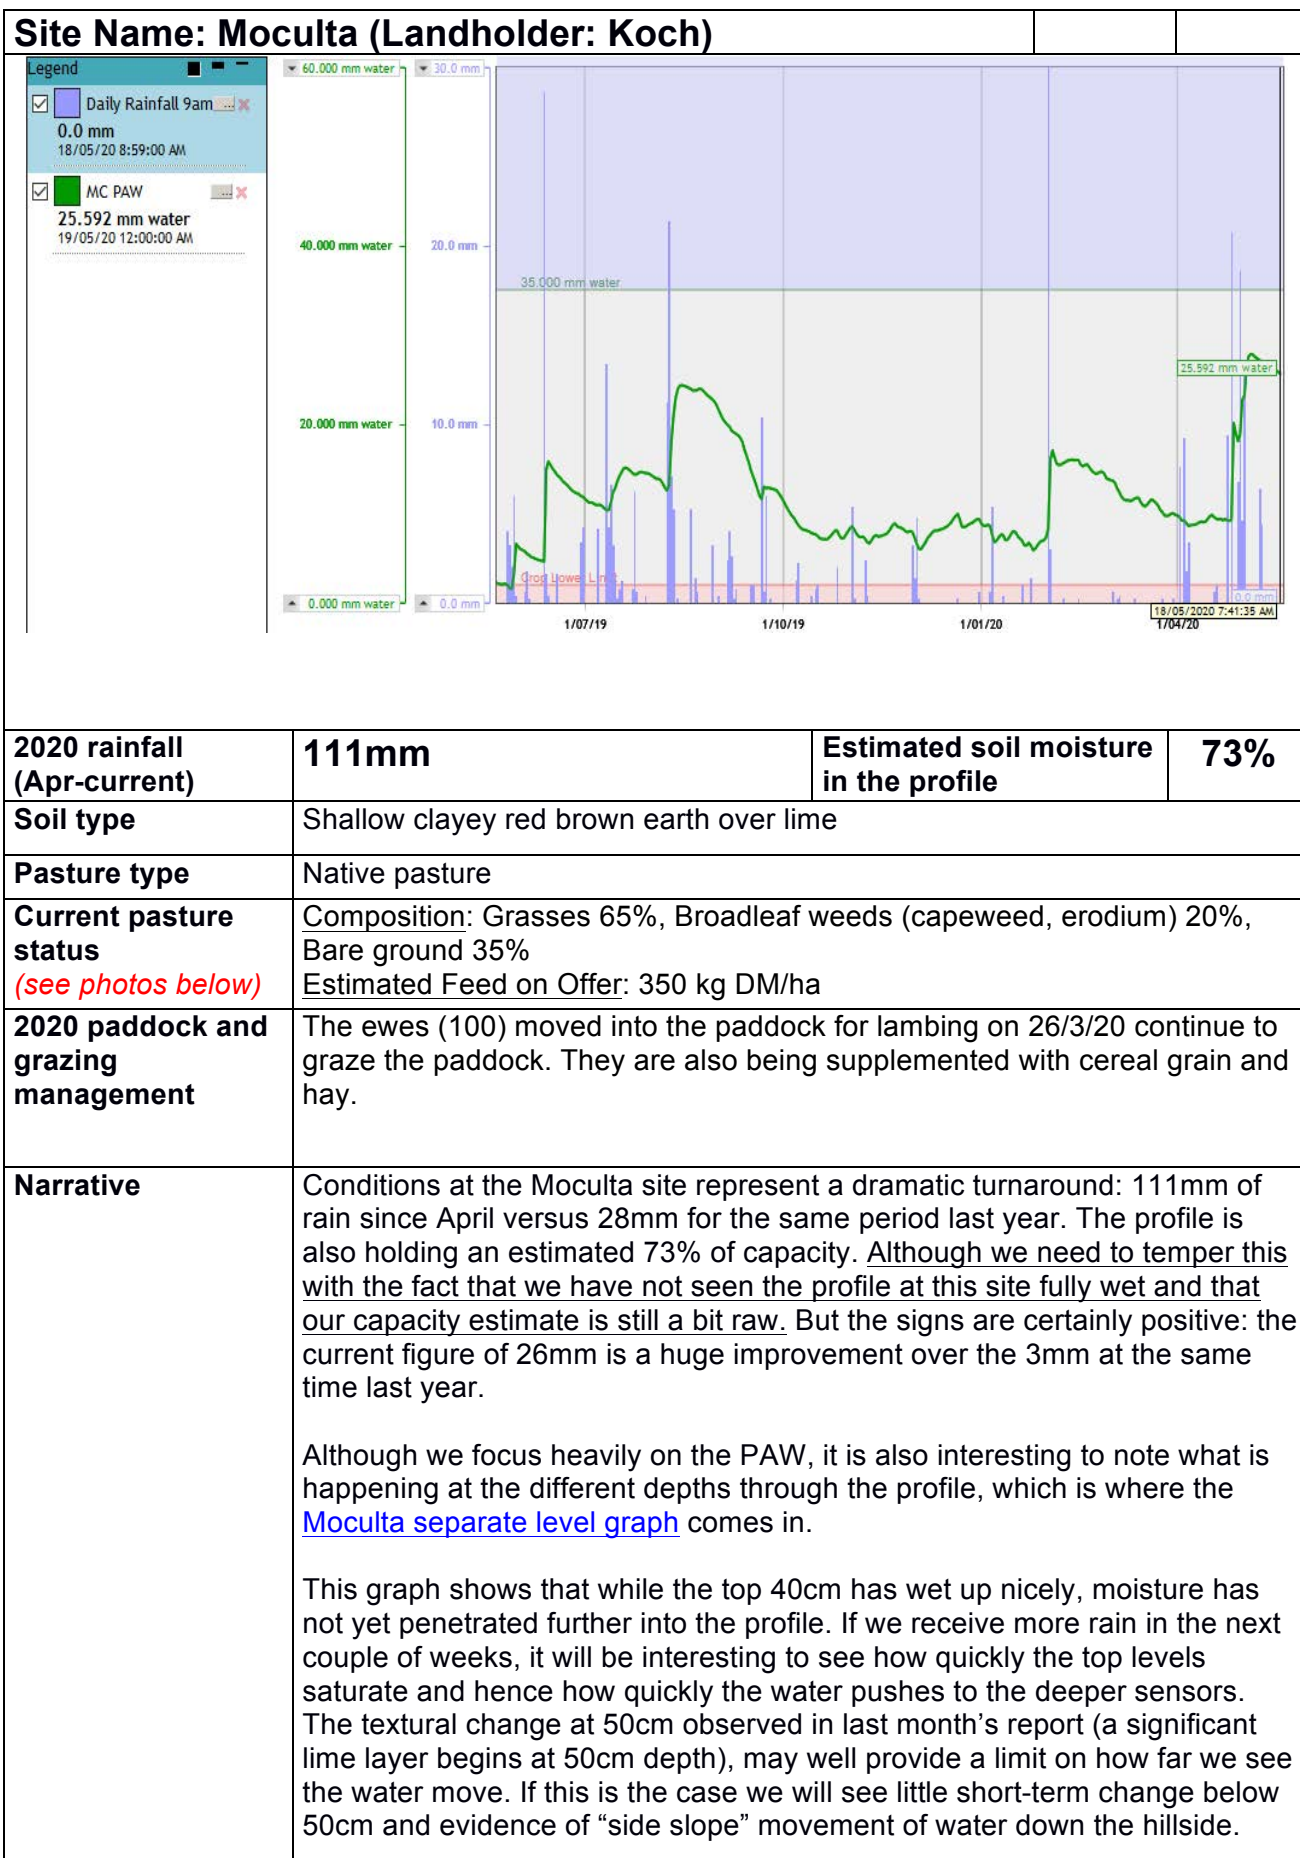 Site Name: Moculta (Landholder: Koch)
Legend
Daily Rainfall 9am
0.0 mm
18/05/20 8:59:00 AM
MC PAW
25.592 mm water
19/05/20 12:00:00 AM
60.000 mm water
30.0 mm
40.000 mm water
20.0 mm
35.000 mm water
25.592 mm water
20.000 mm water
10.0 mm
Crop Lower Limit
0.000 mm water
0.0 mm
0.0 mm
18/05/2020 7:41:35 AM
1/07/19
1/10/19
1/01/20
1/04/20
2020 rainfall
(Apr-current)
111mm
Estimated soil moisture
in the profile
73%
Soil type
Shallow clayey red brown earth over lime
Pasture type
Native pasture
Current pasture
status
(see photos below)
Composition: Grasses 65%, Broadleaf weeds (capeweed, erodium) 20%,
Bare ground 35%
Estimated Feed on Offer: 350 kg DM/ha
2020 paddock and
grazing
management
The ewes (100) moved into the paddock for lambing on 26/3/20 continue to
graze the paddock. They are also being supplemented with cereal grain and
hay.
Narrative
Conditions at the Moculta site represent a dramatic turnaround: 111mm of
rain since April versus 28mm for the same period last year. The profile is
also holding an estimated 73% of capacity. Although we need to temper this
with the fact that we have not seen the profile at this site fully wet and that
our capacity estimate is still a bit raw. But the signs are certainly positive: the
current figure of 26mm is a huge improvement over the 3mm at the same
time last year.
Although we focus heavily on the PAW, it is also interesting to note what is
happening at the different depths through the profile, which is where the
Moculta separate level graph comes in.
This graph shows that while the top 40cm has wet up nicely, moisture has
not yet penetrated further into the profile. If we receive more rain in the next
couple of weeks, it will be interesting to see how quickly the top levels
saturate and hence how quickly the water pushes to the deeper sensors.
The textural change at 50cm observed in last month’s report (a significant
lime layer begins at 50cm depth), may well provide a limit on how far we see
the water move. If this is the case we will see little short-term change below
50cm and evidence of “side slope” movement of water down the hillside.